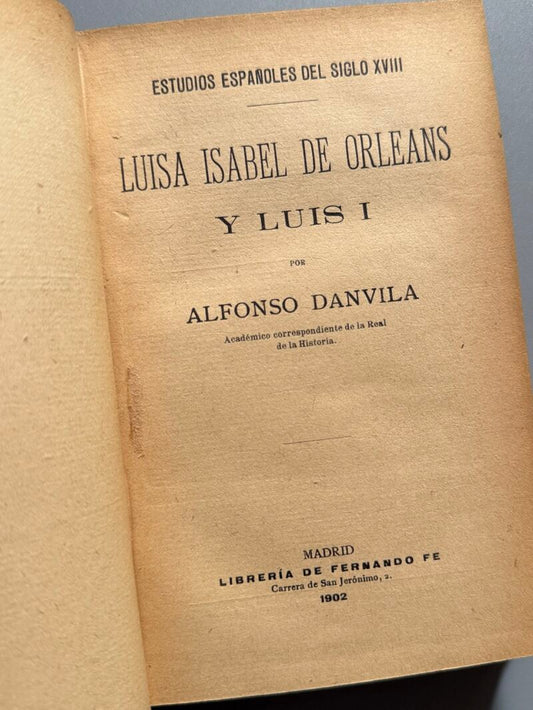 ESTUDIOS ESPAÑOLES DEL SIGLO XVIII
LUISA ISABEL DE ORLEANS
Y LUIS I
POR
ALFONSO DANVILA
Académico correspondiente de la Real
de la Historia.
MADRID
LIBRERÍA DE FERNANDO FE
Carrera de San Jerónimo, 2.
1902